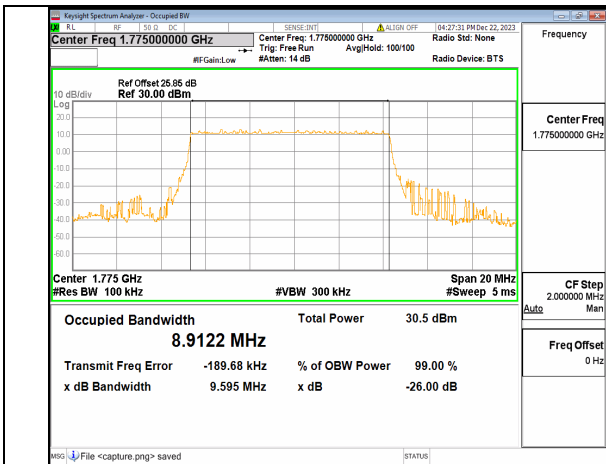 Keysight Spectrum Analyzer - Occupied BW
RL RF 50 Ω DC SENSE:INT ALIGN OFF 04:27:31 PM Dec 22, 2023
Center Freq 1.775000000 GHz
Center Freq: 1.775000000 GHz
Radio Std: None
Trig: Free Run Avg|Hold: 100/100
#IFGain:Low
#Atten: 14 dB
Radio Device: BTS
Frequency
Ref Offset 25.85 dB
10 dB/div Ref 30.00 dBm
Log
20.0
10.0
0.00
-10.0
-20.0
-30.0
-40.0
-50.0
-60.0
Center 1.775 GHz Span 20 MHz
#Res BW 100 kHz #VBW 300 kHz #Sweep 5 ms
Occupied Bandwidth
8.9122 MHz
Total Power 30.5 dBm
Transmit Freq Error -189.68 kHz % of OBW Power 99.00 %
x dB Bandwidth 9.595 MHz x dB -26.00 dB
Center Freq
1.775000000 GHz
CF Step
2.000000 MHz
Auto Man
Freq Offset
0 Hz
MSG File <capture.png> saved STATUS